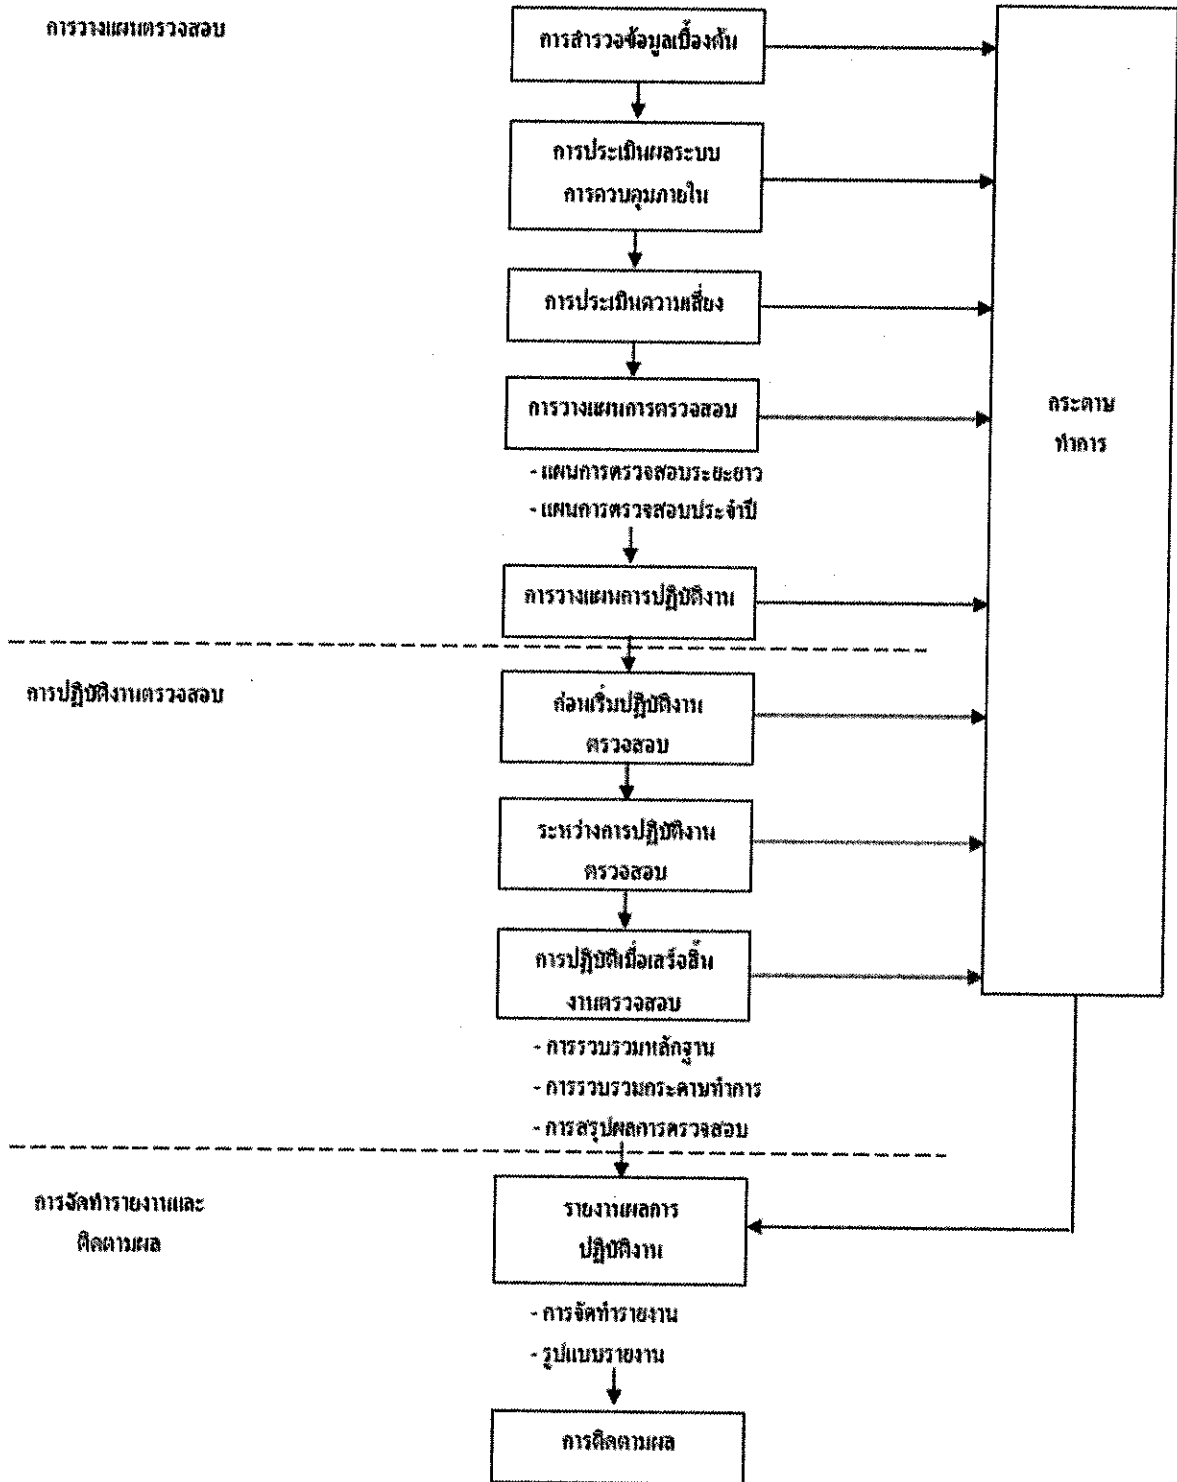 การวางแผนตรวจสอบ
การสำรวจข้อมูลเบื้องต้น
การประเมินผลระบบ
การควบคุมภายใน
การประเมินความเสี่ยง
การวางแผนการตรวจสอบ
- แผนการตรวจสอบระยะยาว
- แผนการตรวจสอบประจำปี
การวางแผนการปฏิบัติงาน
กระดาษ
ทำการ
การปฏิบัติงานตรวจสอบ
ก่อนเริ่มปฏิบัติงาน
ตรวจสอบ
ระหว่างการปฏิบัติงาน
ตรวจสอบ
การปฏิบัติเมื่อเสร็จสิ้น
งานตรวจสอบ
- การรวบรวมหลักฐาน
- การรวบรวมกระดาษทำการ
- การสรุปผลการตรวจสอบ
การจัดทำรายงานและ
ติดตามผล
รายงานผลการ
ปฏิบัติงาน
- การจัดทำรายงาน
- รูปแบบรายงาน
การติดตามผล